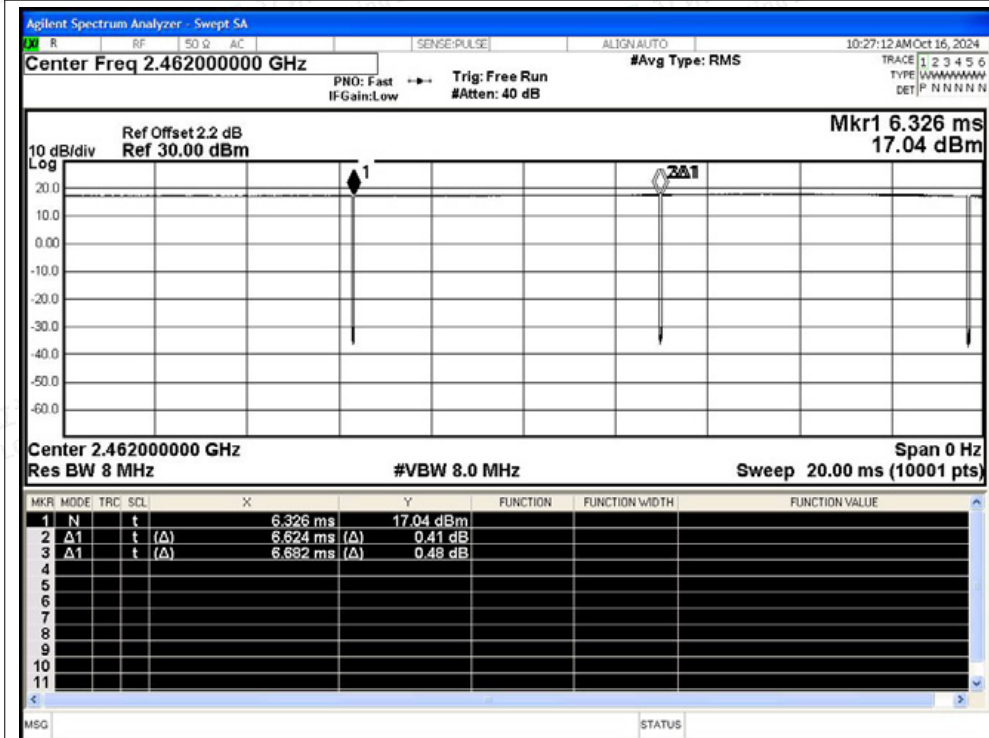 Agilent Spectrum Analyzer - Swept SA
LXI R RF 50 Ω AC SENSE:PULSE ALIGNAUTO 10:27:12 AM Oct 16, 2024
Center Freq 2.462000000 GHz #Avg Type: RMS TRACE 1 2 3 4 5 6
PNO: Fast Trig: Free Run TYPE WWWWWW
IFGain:Low #Atten: 40 dB DET P N N N N N
Mkr1 6.326 ms
Ref Offset 2.2 dB
10 dB/div Ref 30.00 dBm 17.04 dBm
Log
1
3Δ1
20.0
10.0
0.00
-10.0
-20.0
-30.0
-40.0
-50.0
-60.0
Center 2.462000000 GHz Span 0 Hz
Res BW 8 MHz #VBW 8.0 MHz Sweep 20.00 ms (10001 pts)
MKR MODE TRC SCL X Y FUNCTION FUNCTION WIDTH FUNCTION VALUE
1 N t 6.326 ms 17.04 dBm
2 Δ1 t (Δ) 6.624 ms (Δ) 0.41 dB
3 Δ1 t (Δ) 6.682 ms (Δ) 0.48 dB
4
5
6
7
8
9
10
11
MSG STATUS